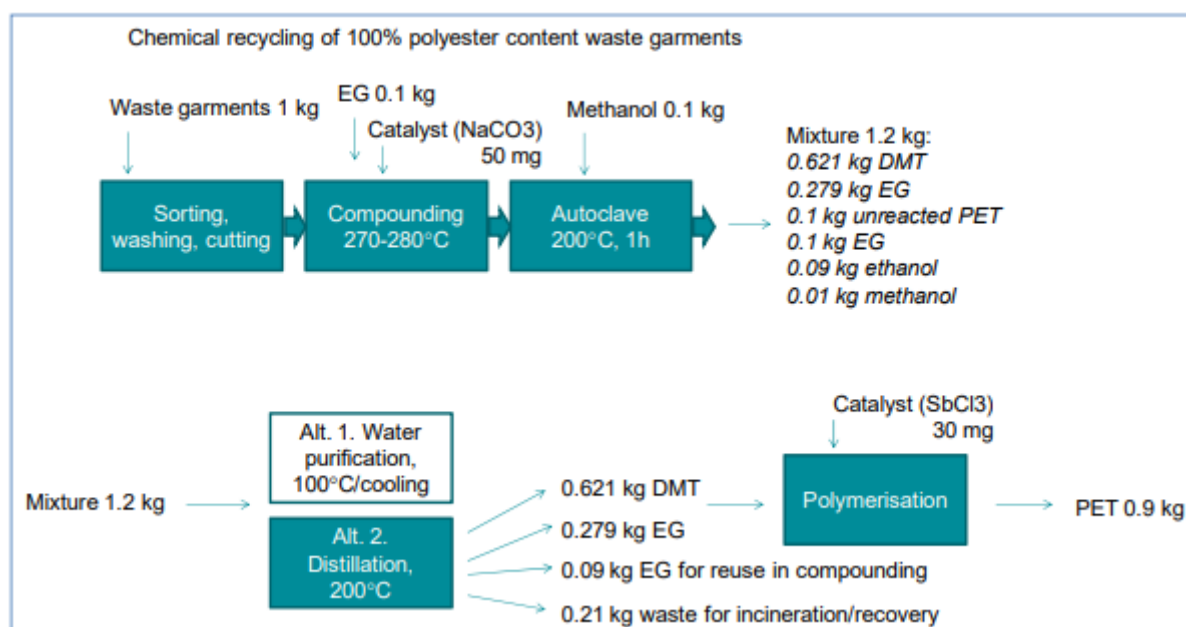 Chemical recycling of 100% polyester content waste garments
Waste garments 1 kg
EG 0.1 kg
Catalyst (NaCO3)
50 mg
Methanol 0.1 kg
Sorting,
washing, cutting
Compounding
270-280°C
Autoclave
200°C, 1h
Mixture 1.2 kg:
0.621 kg DMT
0.279 kg EG
0.1 kg unreacted PET
0.1 kg EG
0.09 kg ethanol
0.01 kg methanol
Mixture 1.2 kg
Alt. 1. Water
purification,
100°C/cooling
Alt. 2.
Distillation,
200°C
0.621 kg DMT
0.279 kg EG
0.09 kg EG for reuse in compounding
0.21 kg waste for incineration/recovery
Catalyst (SbCl3)
30 mg
Polymerisation
PET 0.9 kg